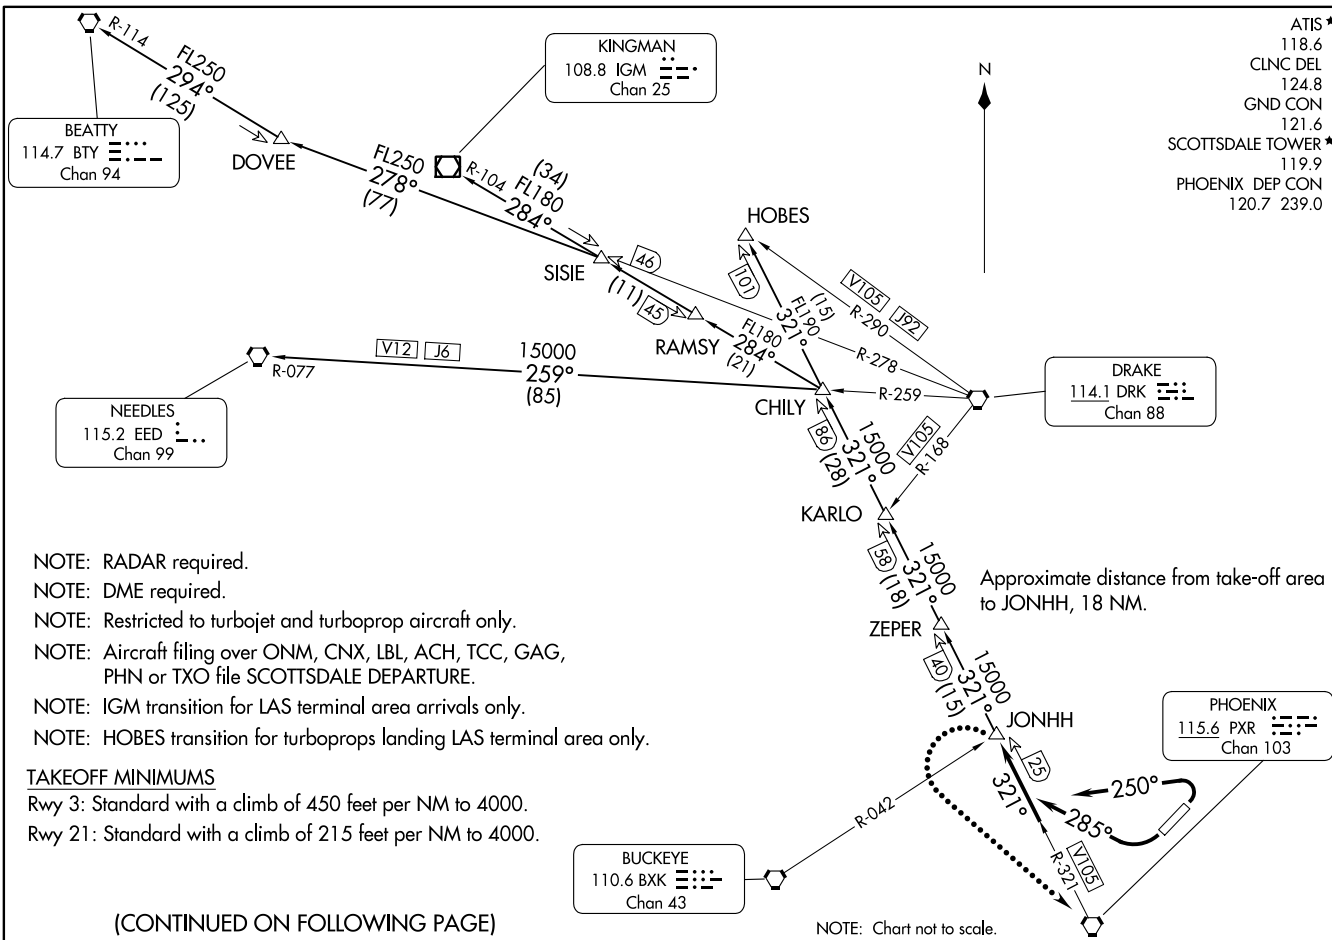 ATIS ★
118.6
CLNC DEL
124.8
GND CON
121.6
SCOTTSDALE TOWER ★
119.9
PHOENIX DEP CON
120.7 239.0
R-114
FL250
294°
(125)
BEATTY
114.7 BTY
Chan 94
DOVEE
KINGMAN
108.8 IGM
Chan 25
FL250
278°
(77)
R-104
(34)
FL180
284°
N
HOBES
101
SISIE
46
(11)
45
RAMSY
FL180
284°
(21)
(15)
FL190
321°
V105
J92
R-290
R-278
R-259
DRAKE
114.1 DRK
Chan 88
V12
J6
15000
259°
(85)
R-077
NEEDLES
115.2 EED
Chan 99
CHILY
86
15000
321°
(28)
V105
R-168
KARLO
58
15000
321°
(18)
ZEPER
40
15000
321°
(15)
JONHH
Approximate distance from take-off area
to JONHH, 18 NM.
PHOENIX
115.6 PXR
Chan 103
25
321°
250°
285°
V105
R-321
R-042
BUCKEYE
110.6 BXK
Chan 43
NOTE: RADAR required.
NOTE: DME required.
NOTE: Restricted to turbojet and turboprop aircraft only.
NOTE: Aircraft filing over ONM, CNX, LBL, ACH, TCC, GAG,
PHN or TXO file SCOTTSDALE DEPARTURE.
NOTE: IGM transition for LAS terminal area arrivals only.
NOTE: HOBES transition for turboprops landing LAS terminal area only.
TAKEOFF MINIMUMS
Rwy 3: Standard with a climb of 450 feet per NM to 4000.
Rwy 21: Standard with a climb of 215 feet per NM to 4000.
(CONTINUED ON FOLLOWING PAGE)
NOTE: Chart not to scale.